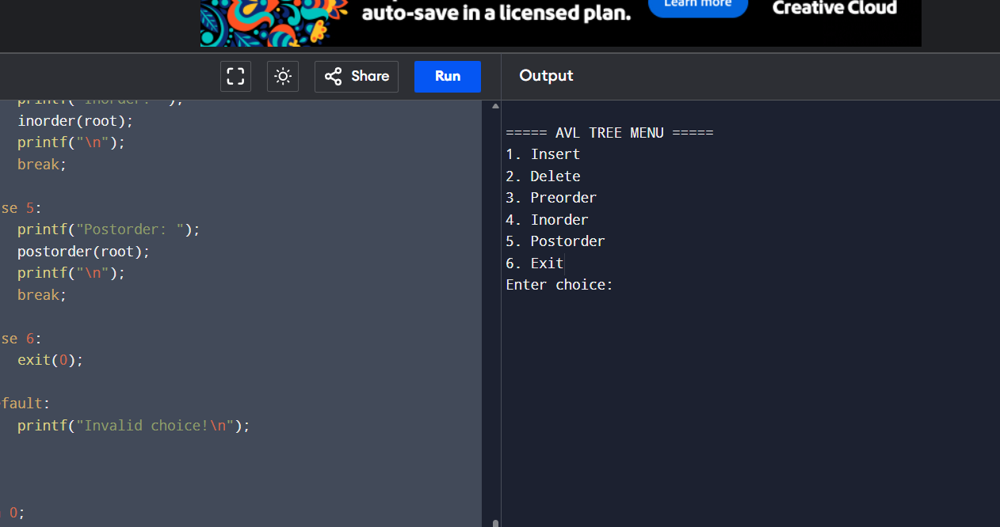 auto-save in a licensed plan.
Learn more
Creative Cloud
Share
Run
Output
printf("Inorder: ");
inorder(root);
printf("\n");
break;
se 5:
printf("Postorder: ");
postorder(root);
printf("\n");
break;
se 6:
exit(0);
fault:
printf("Invalid choice!\n");
0;
===== AVL TREE MENU =====
1. Insert
2. Delete
3. Preorder
4. Inorder
5. Postorder
6. Exit
Enter choice: